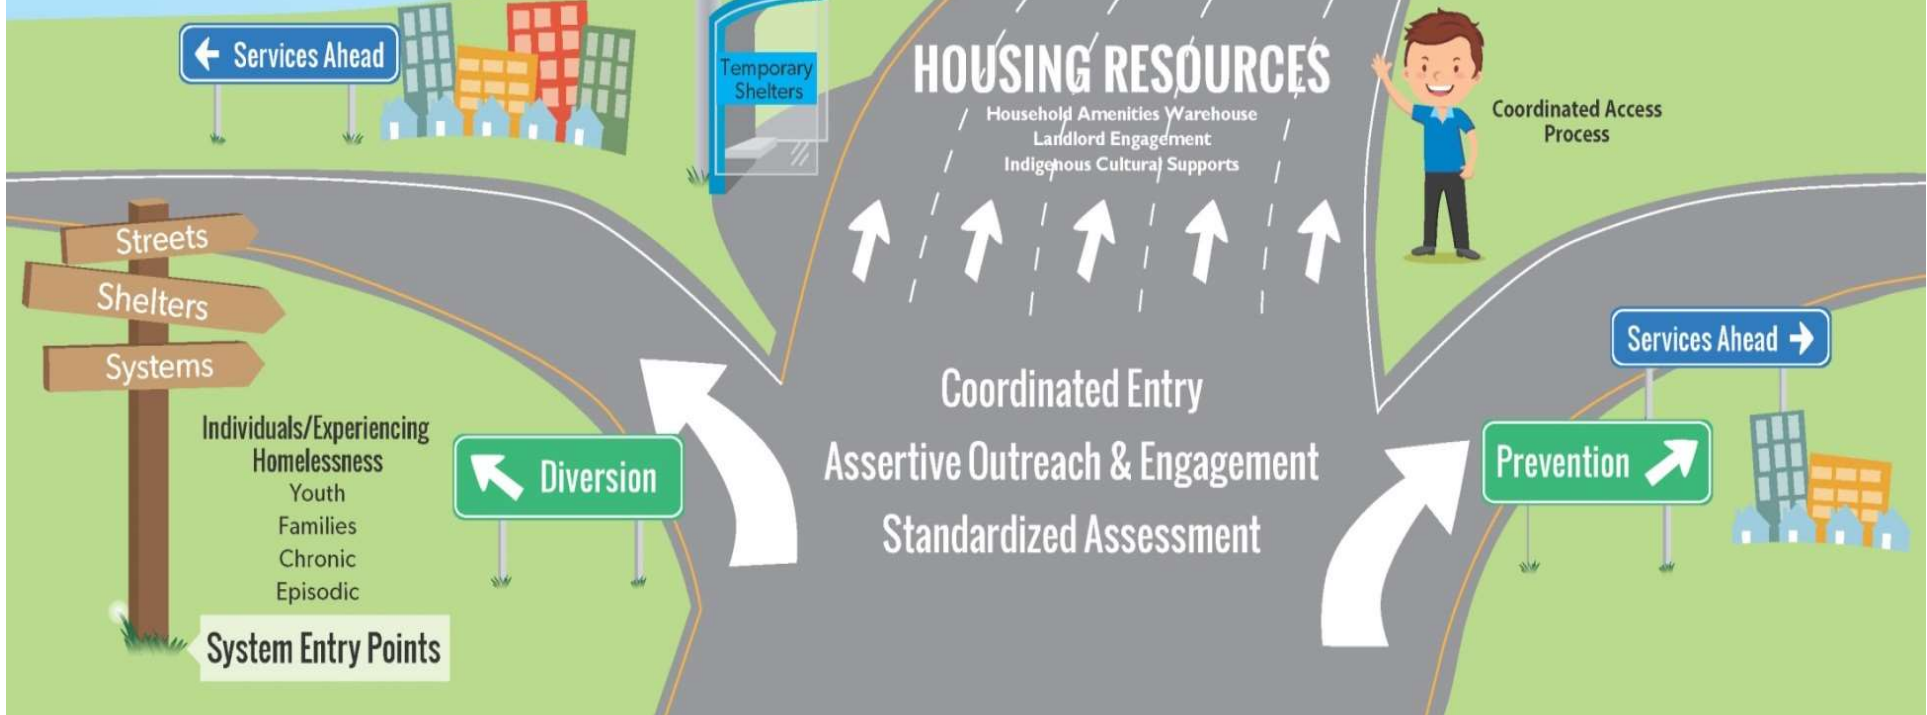 Services Ahead
Temporary
Shelters
HOUSING RESOURCES
Household Amenities Warehouse
Landlord Engagement
Indigenous Cultural Supports
Coordinated Access
Process
Streets
Shelters
Systems
Services Ahead
Individuals/Experiencing
Homelessness
Youth
Families
Chronic
Episodic
System Entry Points
Diversion
Coordinated Entry
Assertive Outreach & Engagement
Standardized Assessment
Prevention